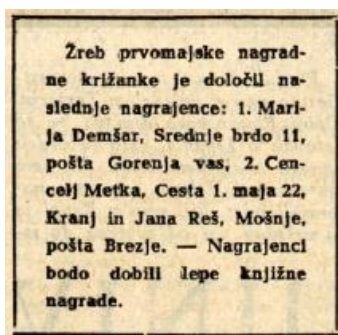 Žreb prvomajske nagrad-
ne križanke je določil na-
slednje nagrajence: 1. Mari-
ja Demšar, Srednje brdo 11,
pošta Gorenja vas, 2. Cen-
celj Metka, Cesta 1. maja 22,
Kranj in Jana Reš, Mošnje,
pošta Brezje. — Nagrajenci
bodo dobili lepe knjižne
nagrade.